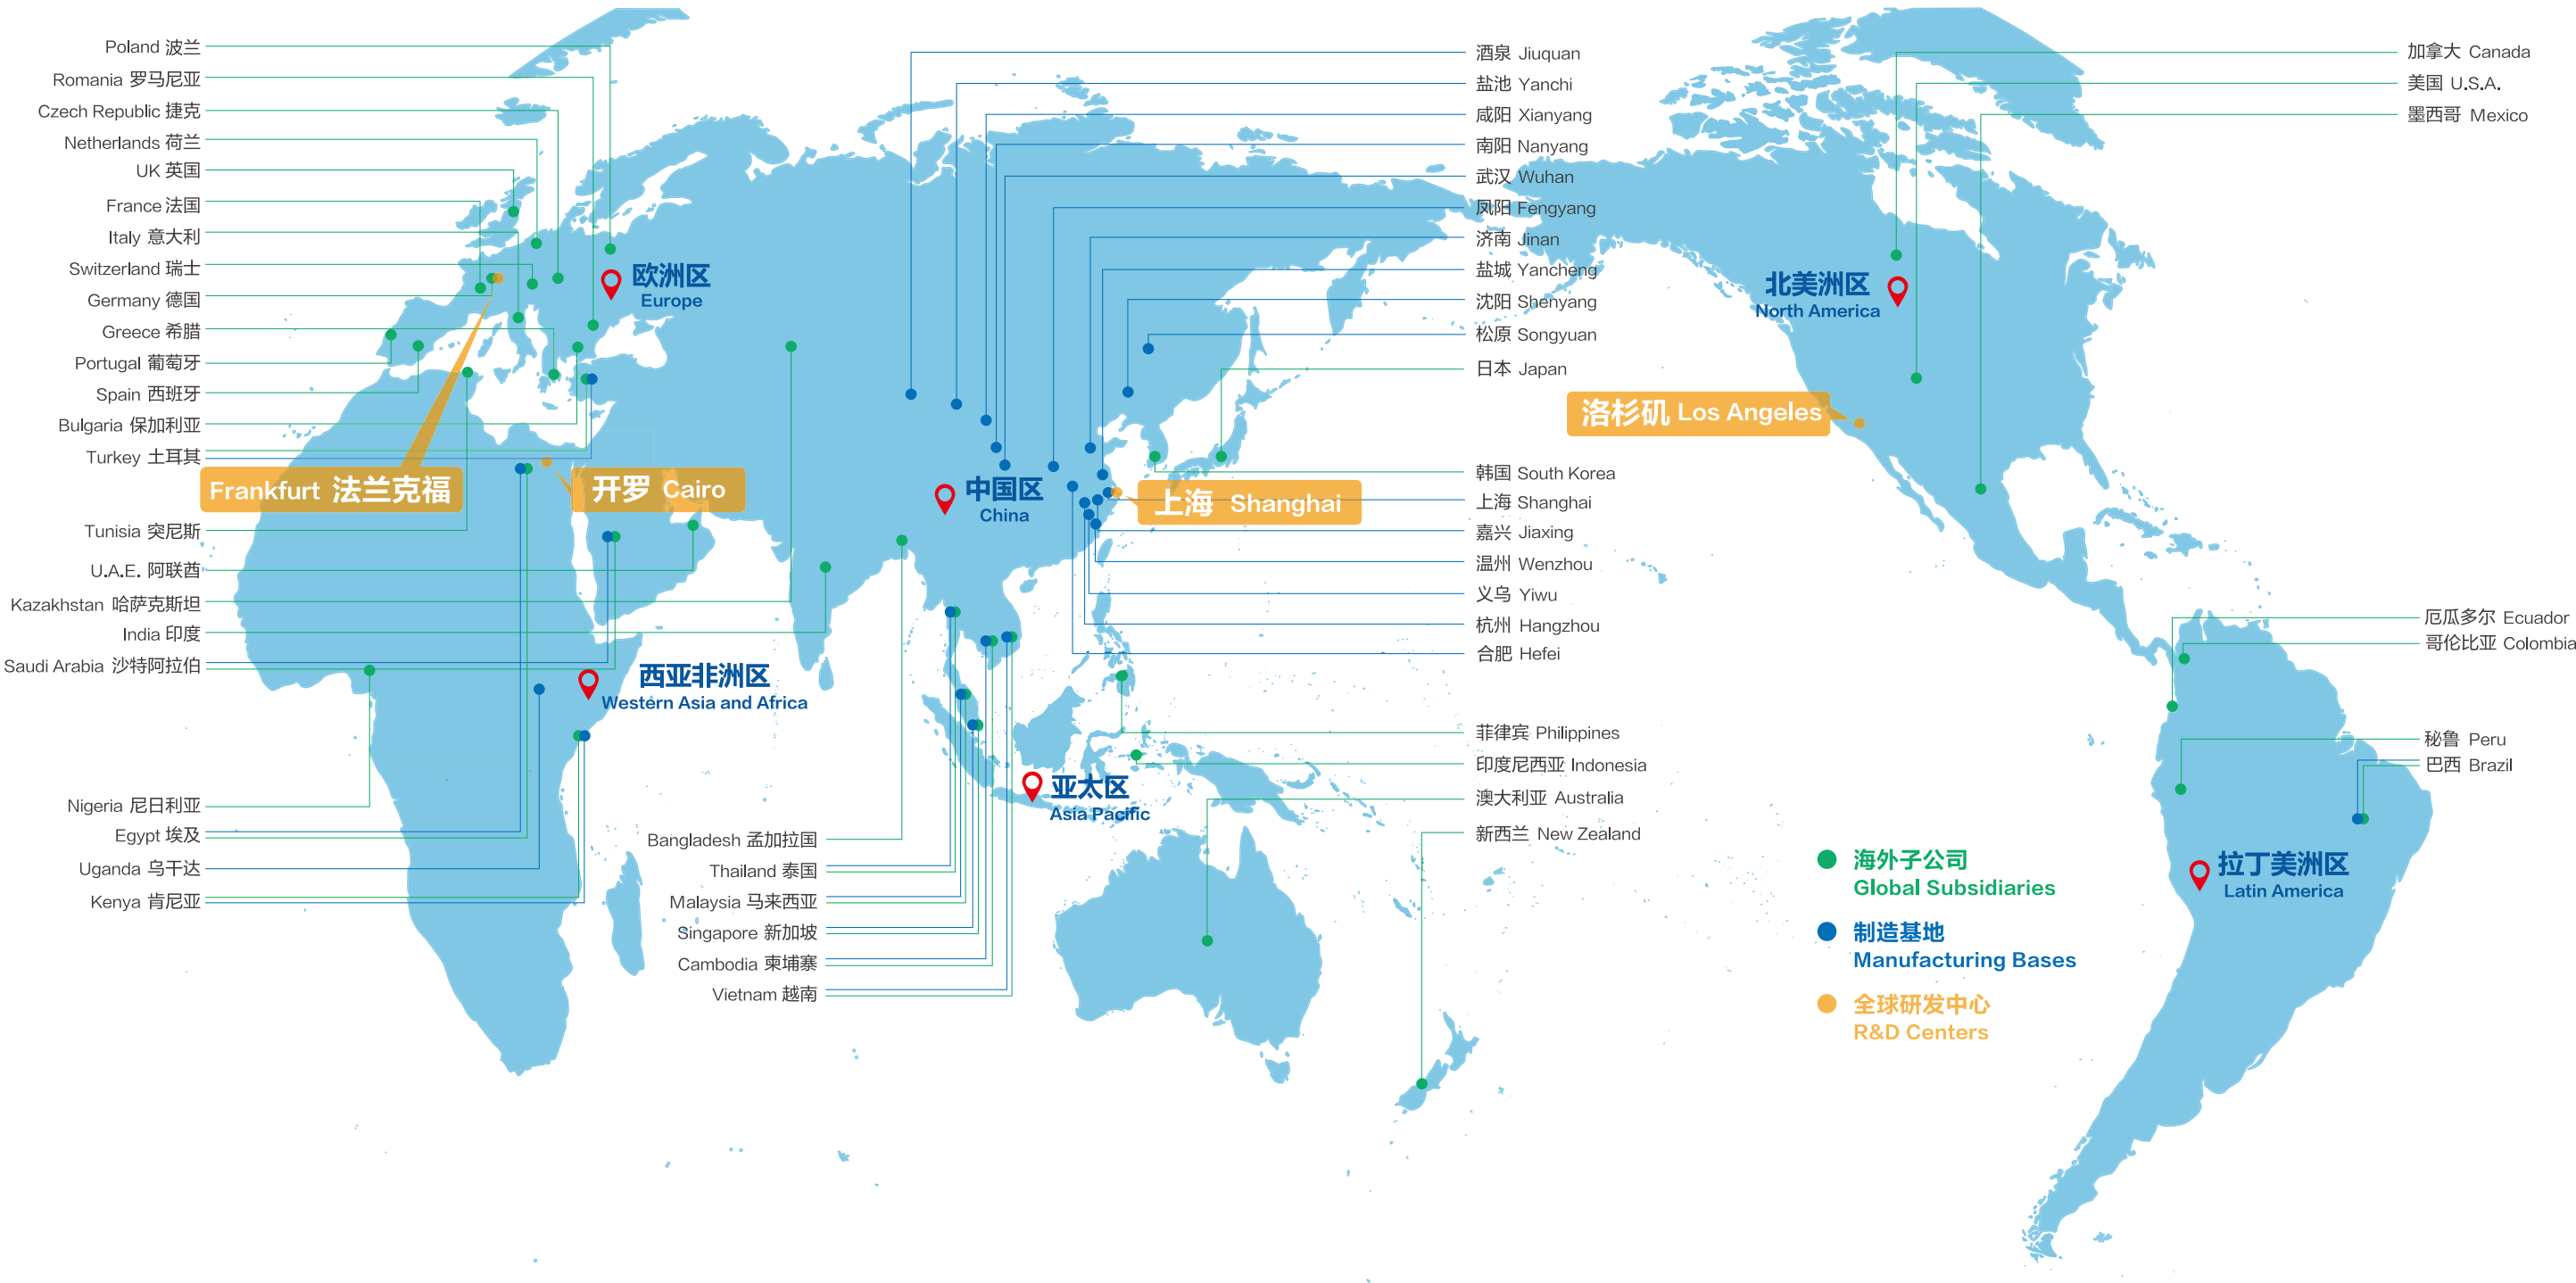 Poland 波兰
Romania 罗马尼亚
Czech Republic 捷克
Netherlands 荷兰
UK 英国
France 法国
Italy 意大利
Switzerland 瑞士
Germany 德国
Greece 希腊
Portugal 葡萄牙
Spain 西班牙
Bulgaria 保加利亚
Turkey 土耳其
Frankfurt 法兰克福
开罗 Cairo
Tunisia 突尼斯
U.A.E. 阿联酋
Kazakhstan 哈萨克斯坦
India 印度
Saudi Arabia 沙特阿拉伯
Nigeria 尼日利亚
Egypt 埃及
Uganda 乌干达
Kenya 肯尼亚
欧洲区
Europe
西亚非洲区
Western Asia and Africa
中国区
China
亚太区
Asia Pacific
Bangladesh 孟加拉国
Thailand 泰国
Malaysia 马来西亚
Singapore 新加坡
Cambodia 柬埔寨
Vietnam 越南
酒泉 Jiuquan
盐池 Yanchi
咸阳 Xianyang
南阳 Nanyang
武汉 Wuhan
凤阳 Fengyang
济南 Jinan
盐城 Yancheng
沈阳 Shenyang
松原 Songyuan
日本 Japan
韩国 South Korea
上海 Shanghai
上海 Shanghai
嘉兴 Jiaxing
温州 Wenzhou
义乌 Yiwu
杭州 Hangzhou
合肥 Hefei
菲律宾 Philippines
印度尼西亚 Indonesia
澳大利亚 Australia
新西兰 New Zealand
加拿大 Canada
美国 U.S.A.
墨西哥 Mexico
北美洲区
North America
洛杉矶 Los Angeles
厄瓜多尔 Ecuador
哥伦比亚 Colombia
秘鲁 Peru
巴西 Brazil
拉丁美洲区
Latin America
海外子公司
Global Subsidiaries
制造基地
Manufacturing Bases
全球研发中心
R&D Centers